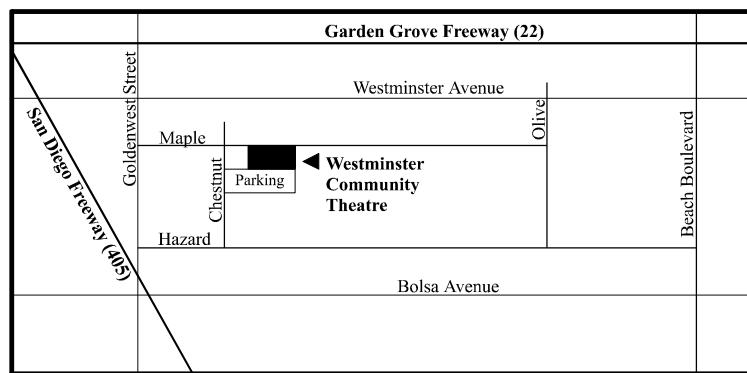 Garden Grove Freeway (22)
Goldenwest Street
Westminster Avenue
San Diego Freeway (405)
Olive
Beach Boulevard
Maple
Chestnut
Parking
Westminster
Community
Theatre
Hazard
Bolsa Avenue